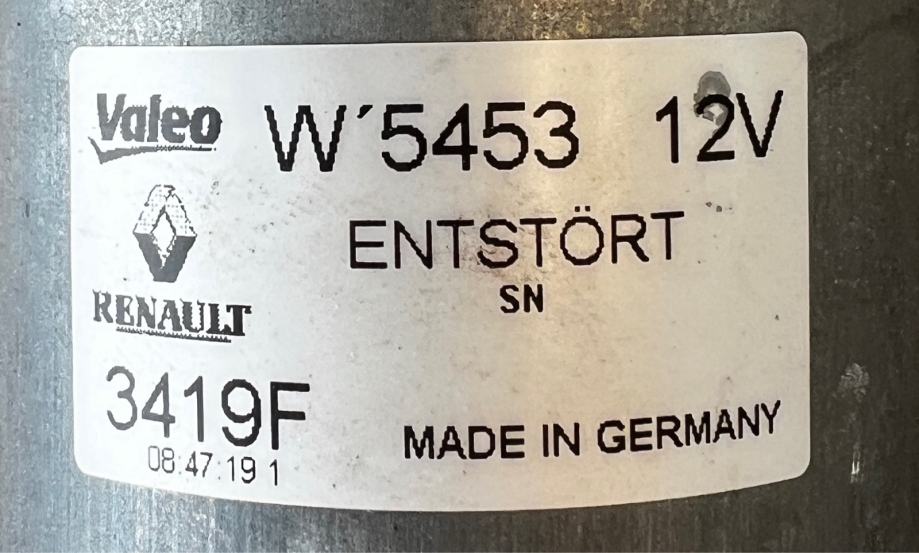 Valeo W´5453 12V
ENTSTÖRT
SN
RENAULT
3419F
08:47:19 1
MADE IN GERMANY